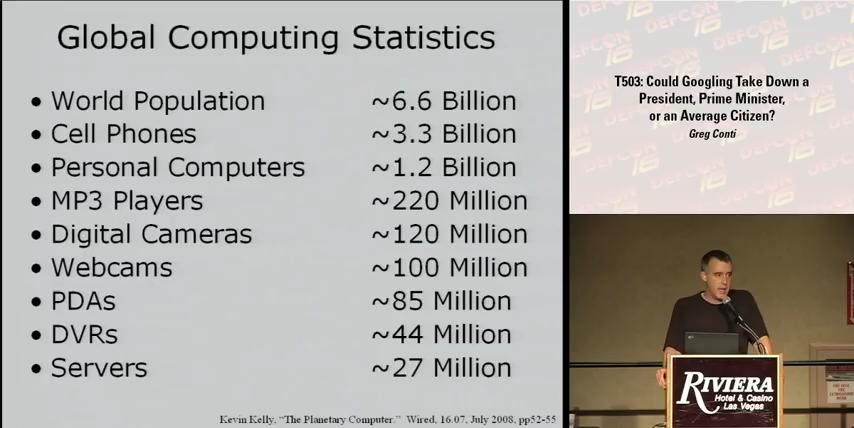 Global Computing Statistics
• World Population ~6.6 Billion
• Cell Phones ~3.3 Billion
• Personal Computers ~1.2 Billion
• MP3 Players ~220 Million
• Digital Cameras ~120 Million
• Webcams ~100 Million
• PDAs ~85 Million
• DVRs ~44 Million
• Servers ~27 Million
Kevin Kelly, "The Planetary Computer." Wired, 16.07, July 2008, pp52-55
DEFCON
16
T503: Could Googling Take Down a
President, Prime Minister,
or an Average Citizen?
Greg Conti
RIVIERA
Hotel & Casino
Las Vegas